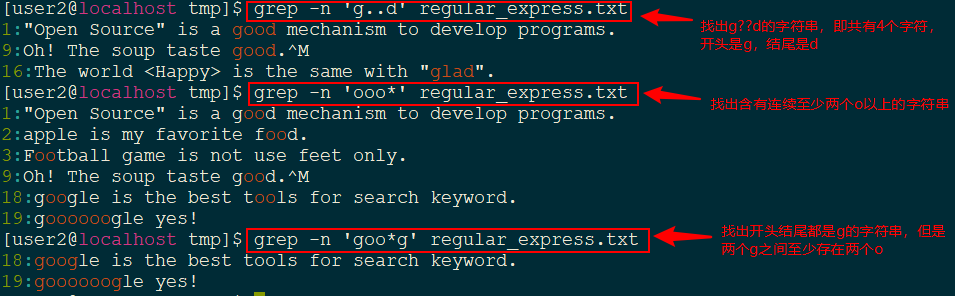 [user2@localhost tmp]$ grep -n 'g..d' regular_express.txt
找出g??d的字符串，即共有4个字符，
开头是g，结尾是d
1:"Open Source" is a good mechanism to develop programs.
9:Oh! The soup taste good.^M
16:The world <Happy> is the same with "glad".
[user2@localhost tmp]$ grep -n 'ooo*' regular_express.txt
找出含有连续至少两个o以上的字符串
1:"Open Source" is a good mechanism to develop programs.
2:apple is my favorite food.
3:Football game is not use feet only.
9:Oh! The soup taste good.^M
18:google is the best tools for search keyword.
19:goooooogle yes!
[user2@localhost tmp]$ grep -n 'goo*g' regular_express.txt
找出开头结尾都是g的字符串，但是
两个g之间至少存在两个o
18:google is the best tools for search keyword.
19:goooooogle yes!